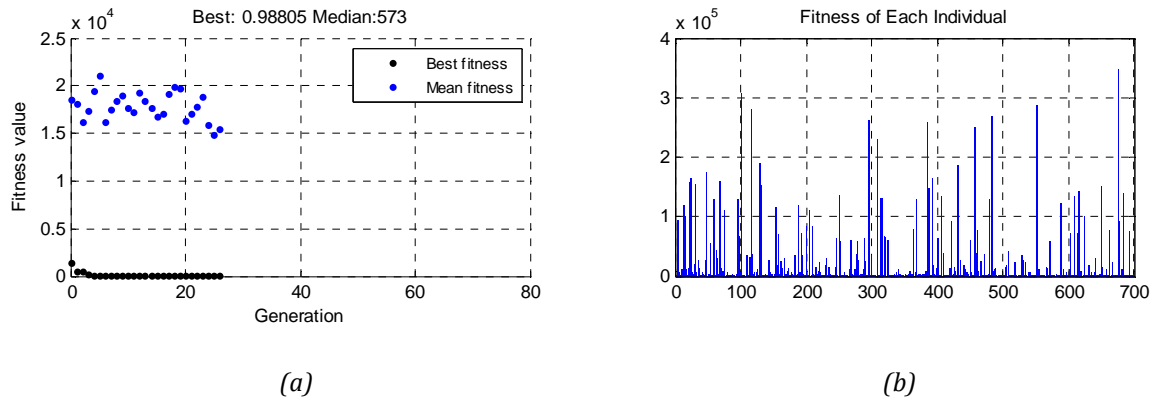 Best: 0.98805 Median:573
x 10^4
2.5
2
1.5
1
0.5
0
Fitness value
0 20 40 60 80
Generation
Best fitness
Mean fitness
(a)
Fitness of Each Individual
x 10^5
4
3
2
1
0
0 100 200 300 400 500 600 700
(b)